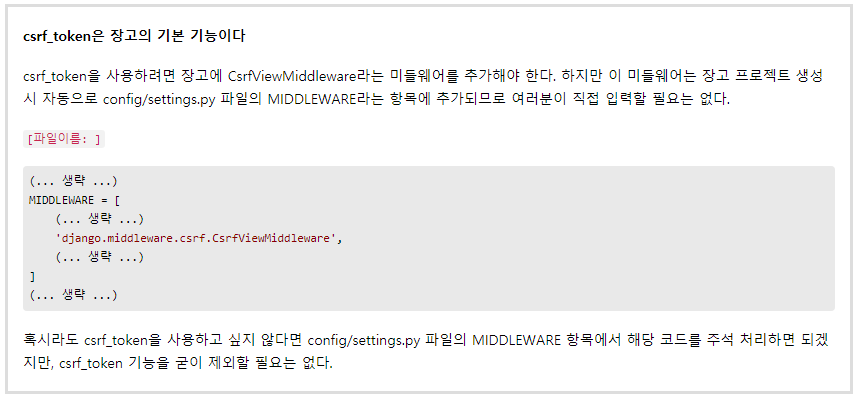 csrf_token은 장고의 기본 기능이다
csrf_token을 사용하려면 장고에 CsrfViewMiddleware라는 미들웨어를 추가해야 한다. 하지만 이 미들웨어는 장고 프로젝트 생성
시 자동으로 config/settings.py 파일의 MIDDLEWARE라는 항목에 추가되므로 여러분이 직접 입력할 필요는 없다.
[파일이름: ]
(... 생략 ...)
MIDDLEWARE = [
    (... 생략 ...)
    'django.middleware.csrf.CsrfViewMiddleware',
    (... 생략 ...)
]
(... 생략 ...)
혹시라도 csrf_token을 사용하고 싶지 않다면 config/settings.py 파일의 MIDDLEWARE 항목에서 해당 코드를 주석 처리하면 되겠
지만, csrf_token 기능을 굳이 제외할 필요는 없다.